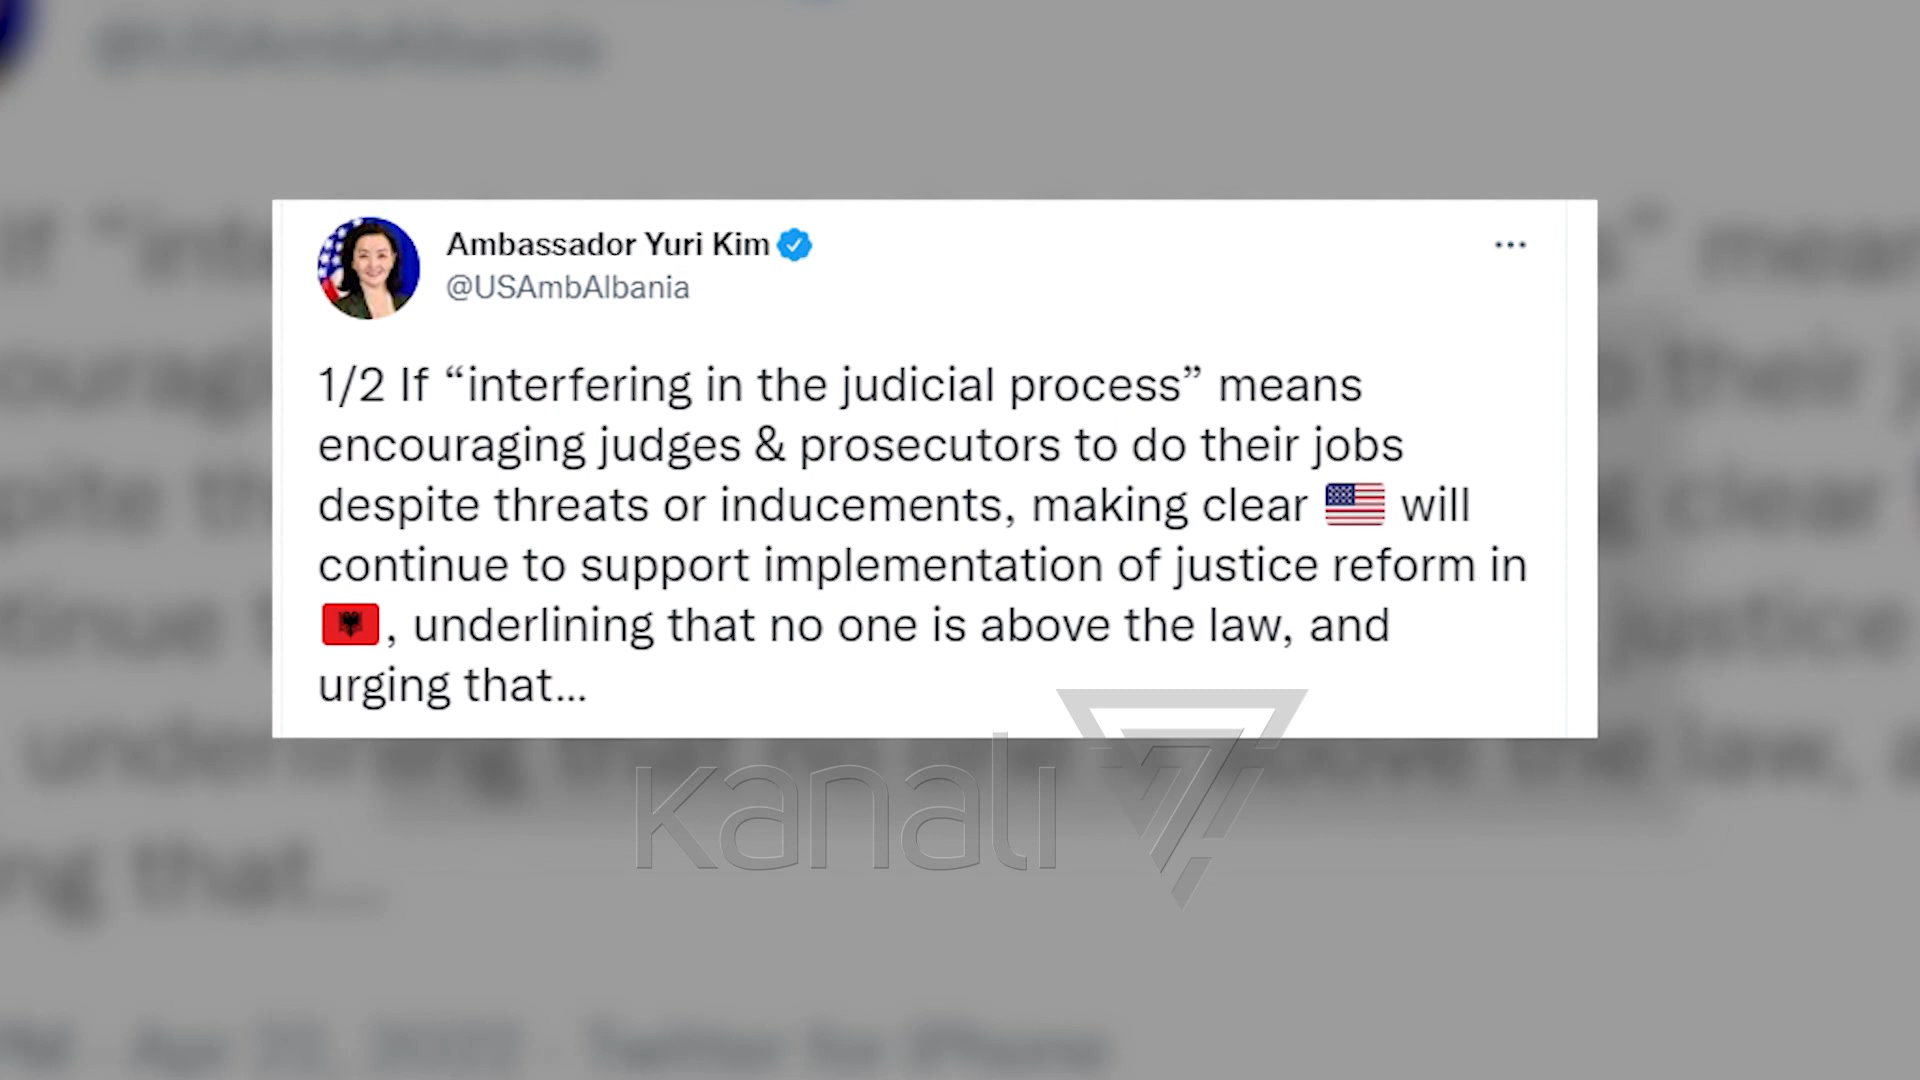 Ambassador Yuri Kim
@USAmbAlbania
1/2 If “interfering in the judicial process” means
encouraging judges & prosecutors to do their jobs
despite threats or inducements, making clear 🇺🇸 will
continue to support implementation of justice reform in
🇦🇱, underlining that no one is above the law, and
urging that...
kanali 7